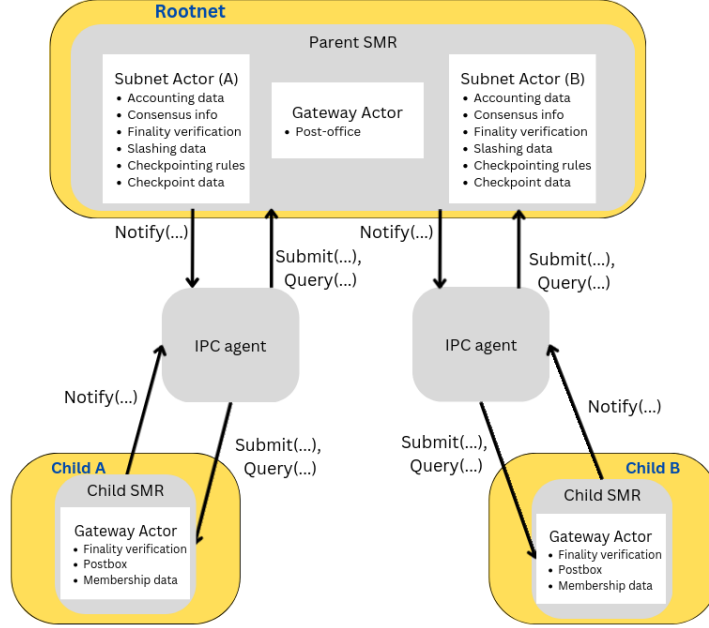 Rootnet
Parent SMR
Subnet Actor (A)
• Accounting data
• Consensus info
• Finality verification
• Slashing data
• Checkpointing rules
• Checkpoint data
Gateway Actor
• Post-office
Subnet Actor (B)
• Accounting data
• Consensus info
• Finality verification
• Slashing data
• Checkpointing rules
• Checkpoint data
Notify(...)
Submit(...),
Query(...)
Notify(...)
Submit(...),
Query(...)
IPC agent
IPC agent
Notify(...)
Submit(...),
Query(...)
Submit(...),
Query(...)
Notify(...)
Child A
Child SMR
Gateway Actor
• Finality verification
• Postbox
• Membership data
Child B
Child SMR
Gateway Actor
• Finality verification
• Postbox
• Membership data